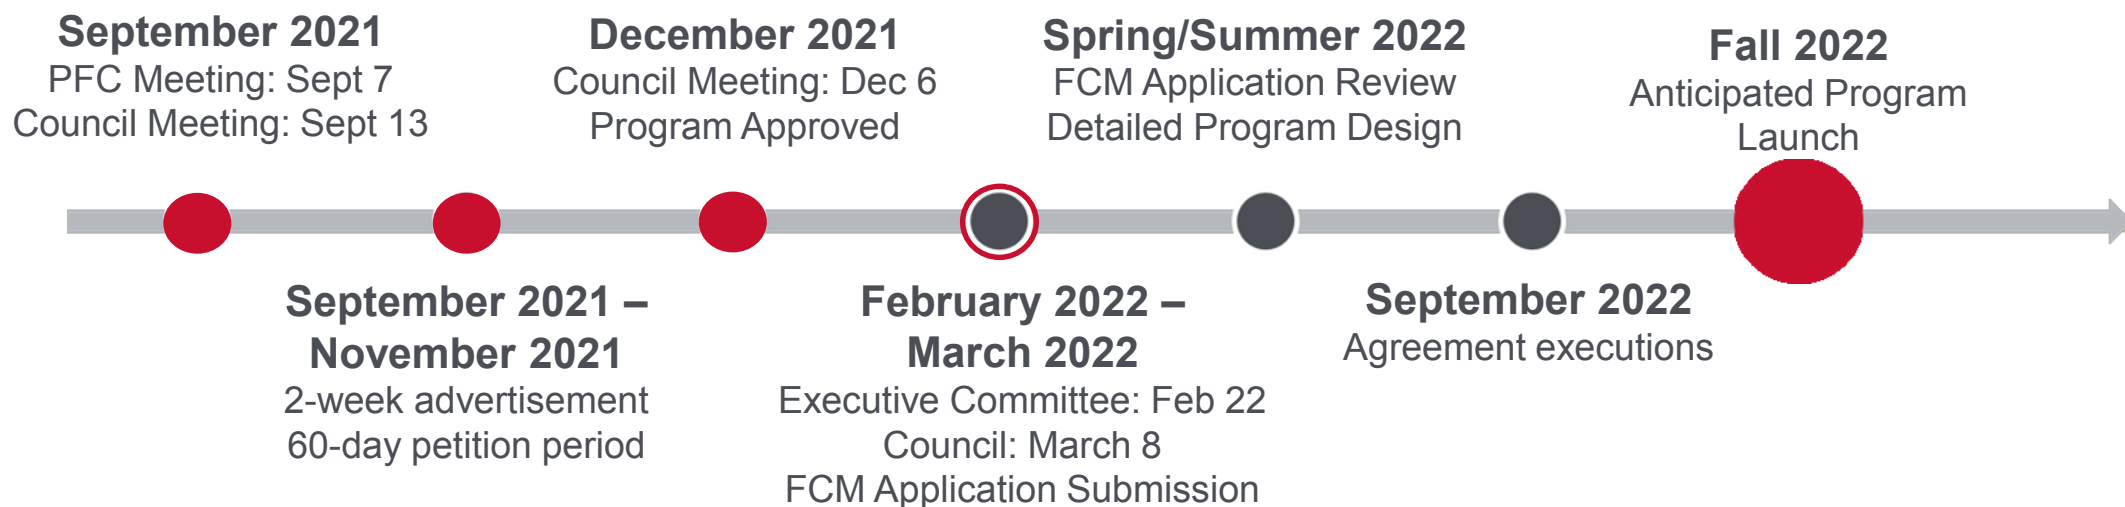 September 2021
PFC Meeting: Sept 7
Council Meeting: Sept 13
September 2021 –
November 2021
2-week advertisement
60-day petition period
December 2021
Council Meeting: Dec 6
Program Approved
February 2022 –
March 2022
Executive Committee: Feb 22
Council: March 8
FCM Application Submission
Spring/Summer 2022
FCM Application Review
Detailed Program Design
September 2022
Agreement executions
Fall 2022
Anticipated Program
Launch